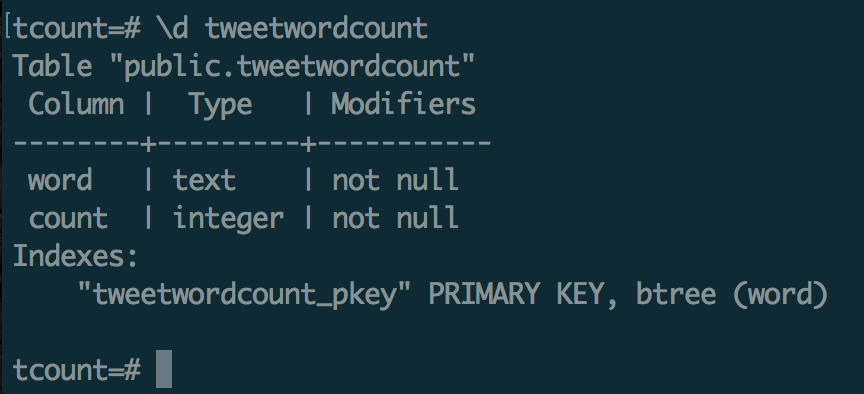 [tcount=# \d tweetwordcount
Table "public.tweetwordcount"
 Column |  Type   | Modifiers
--------+---------+-----------
 word   | text    | not null
 count  | integer | not null
Indexes:
    "tweetwordcount_pkey" PRIMARY KEY, btree (word)

tcount=#